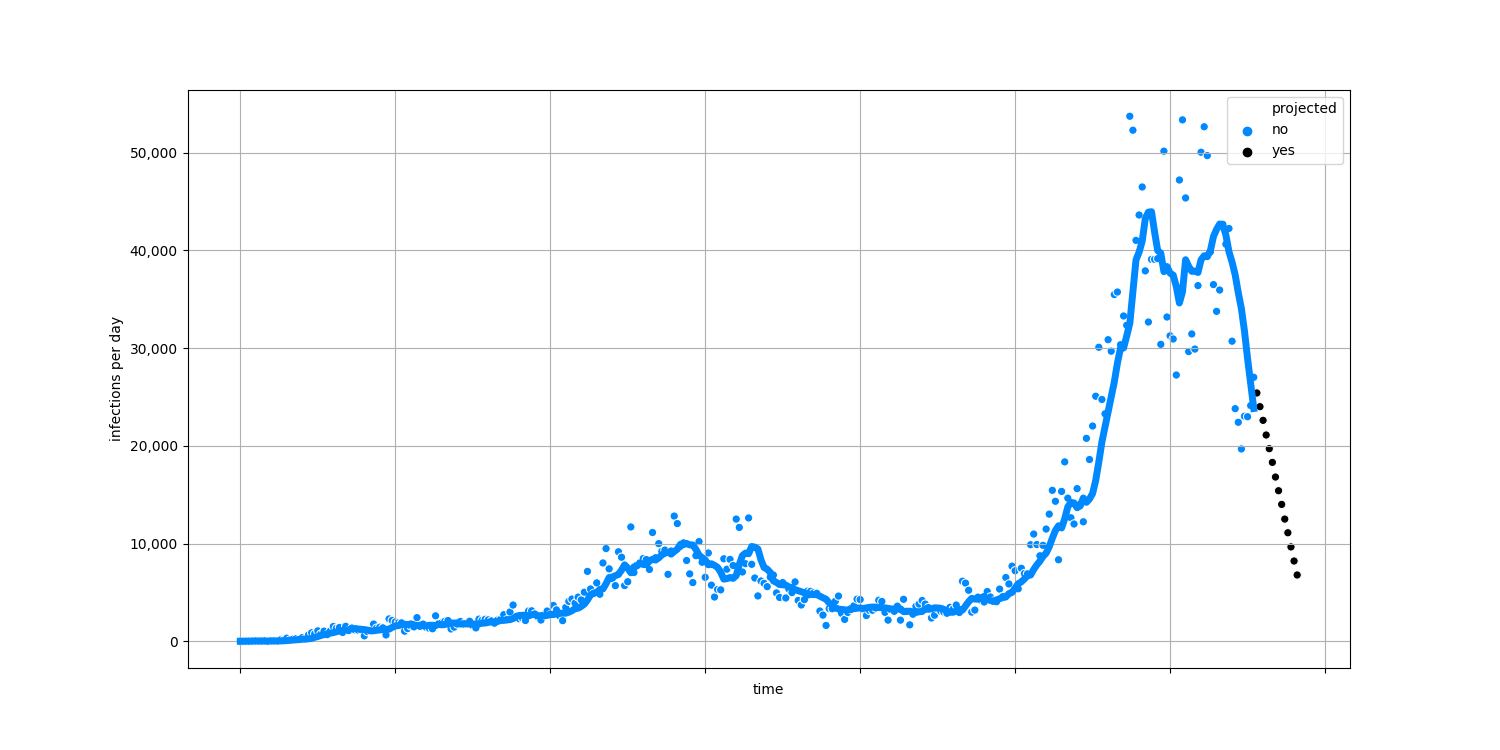 projected
no
yes
50,000
40,000
30,000
20,000
10,000
0
infections per day
time